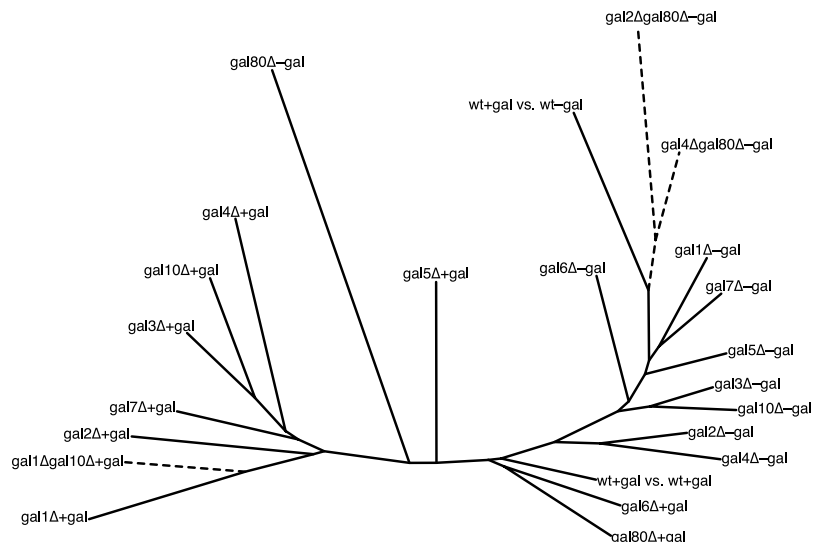 gal2Δgal80Δ–gal
gal80Δ–gal
wt+gal vs. wt–gal
gal4Δgal80Δ–gal
gal4Δ+gal
gal1Δ–gal
gal10Δ+gal
gal5Δ+gal
gal6Δ–gal
gal7Δ–gal
gal3Δ+gal
gal5Δ–gal
gal3Δ–gal
gal7Δ+gal
gal10Δ–gal
gal2Δ+gal
gal2Δ–gal
gal1Δgal10Δ+gal
gal4Δ–gal
wt+gal vs. wt+gal
gal6Δ+gal
gal1Δ+gal
gal80Δ+gal